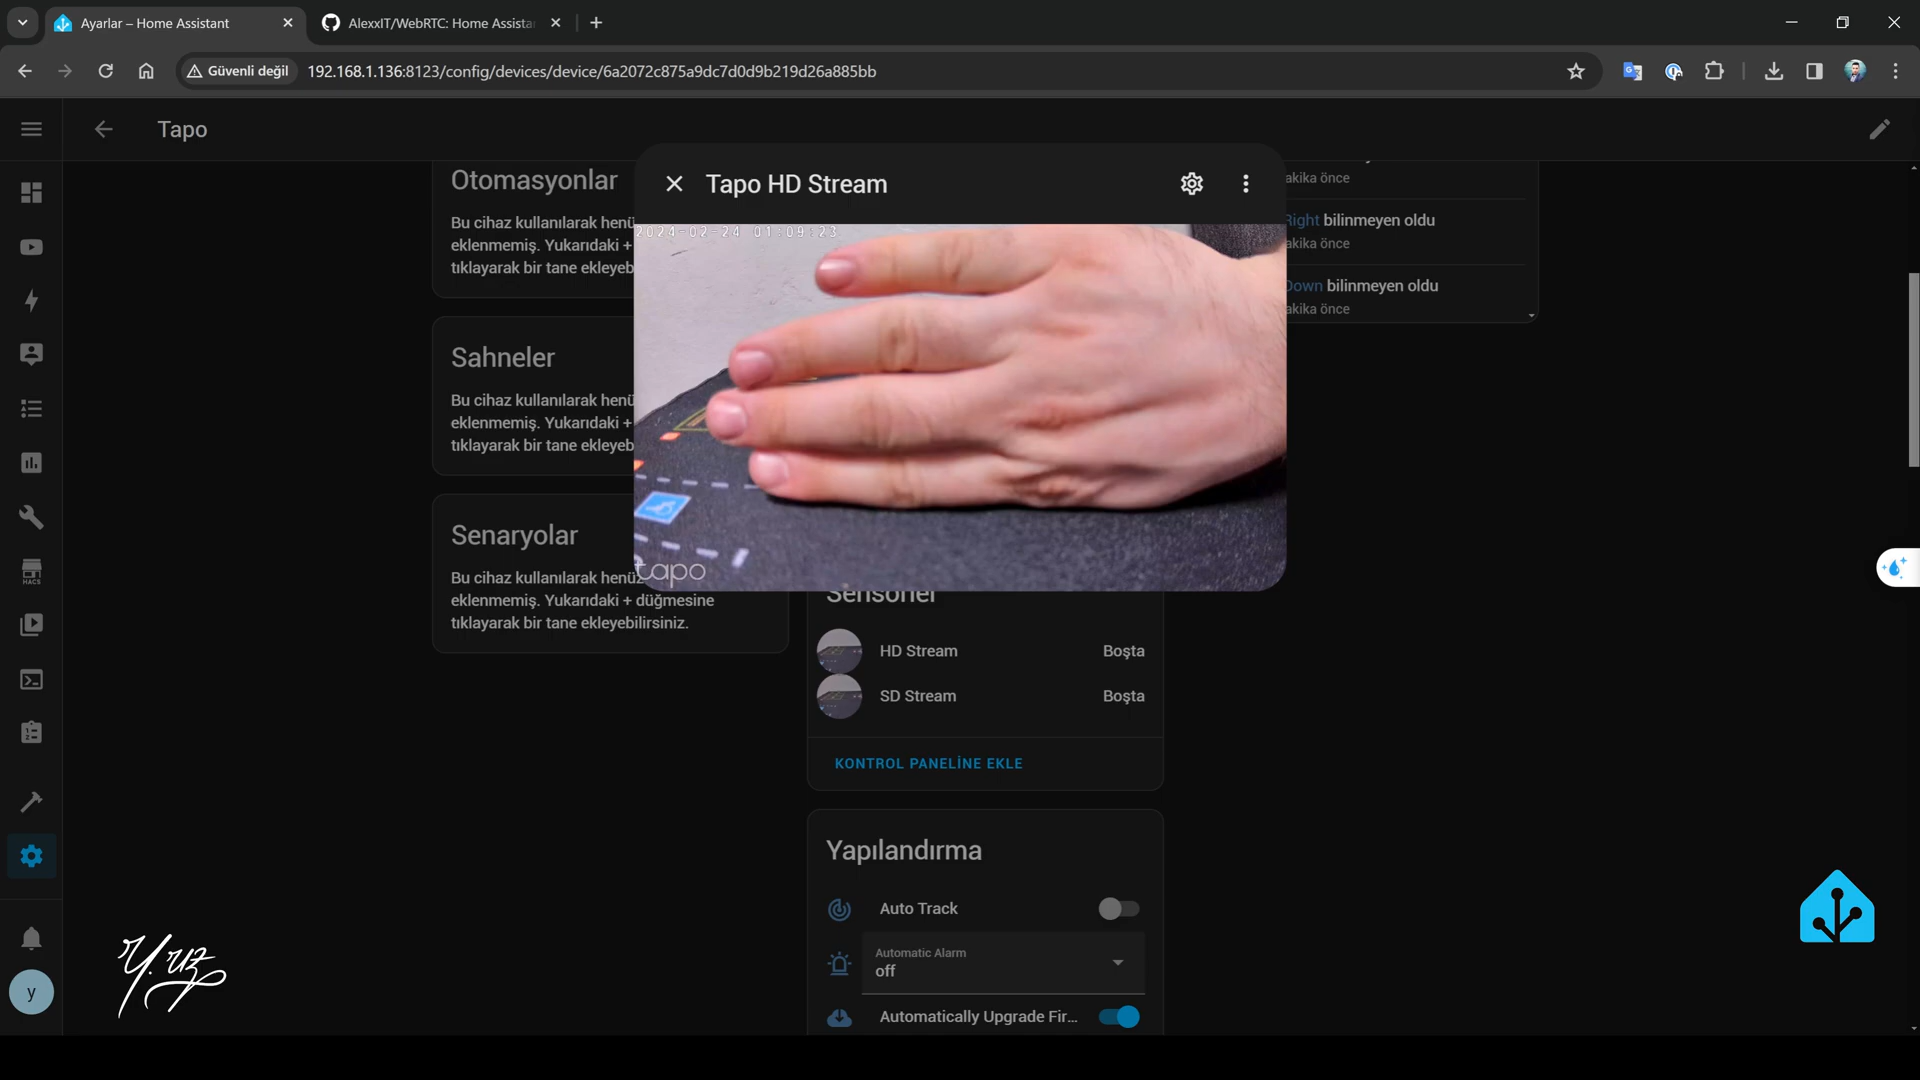 Ayarlar – Home Assistant
AlexxIT/WebRTC: Home Assista
Güvenli değil
192.168.1.136:8123/config/devices/device/6a2072c875a9dc7d0d9b219d26a885bb
Tapo
Otomasyonlar
Bu cihaz kullanılarak henü
eklenmemiş. Yukarıdaki +
tıklayarak bir tane ekleyeb
Sahneler
Bu cihaz kullanılarak henü
eklenmemiş. Yukarıdaki +
tıklayarak bir tane ekleyeb
Senaryolar
Bu cihaz kullanılarak henüz
eklenmemiş. Yukarıdaki + düğmesine
tıklayarak bir tane ekleyebilirsiniz.
Tapo HD Stream
2024-02-24 01:09:23
tapo
akika önce
Right bilinmeyen oldu
akika önce
Down bilinmeyen oldu
akika önce
Sensörler
HD Stream Boşta
SD Stream Boşta
KONTROL PANELİNE EKLE
Yapılandırma
Auto Track
Automatic Alarm
off
Automatically Upgrade Fir...
HACS
y
Y.uz